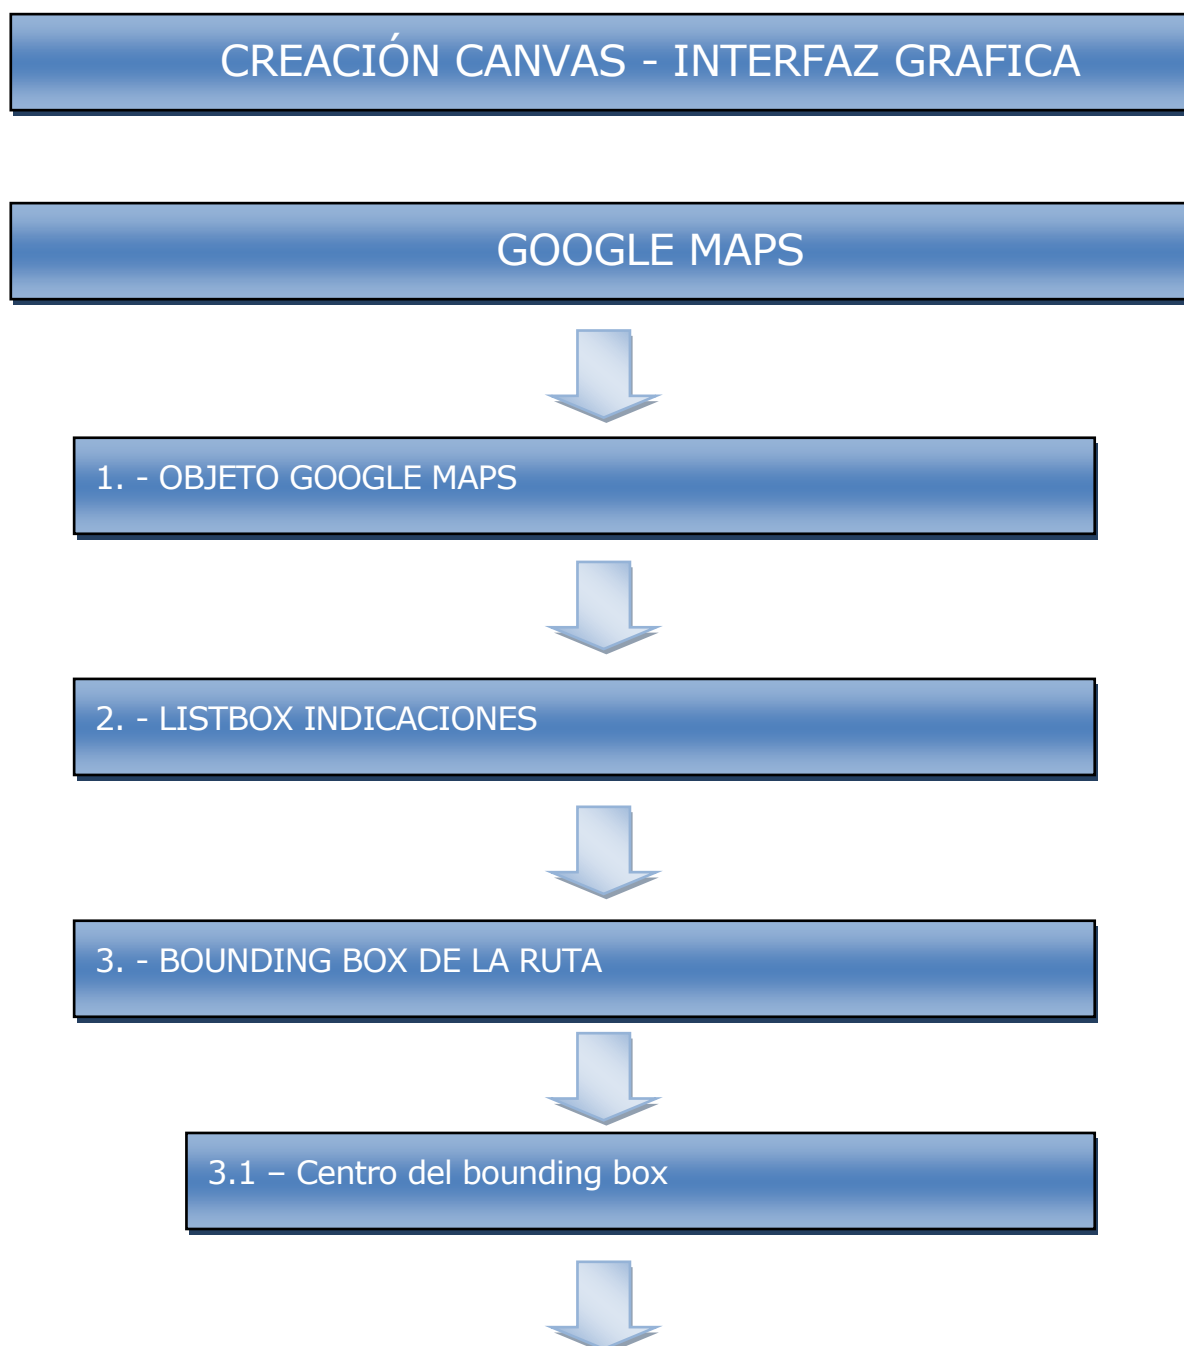 CREACIÓN CANVAS - INTERFAZ GRAFICA
GOOGLE MAPS
1. - OBJETO GOOGLE MAPS
2. - LISTBOX INDICACIONES
3. - BOUNDING BOX DE LA RUTA
3.1 – Centro del bounding box